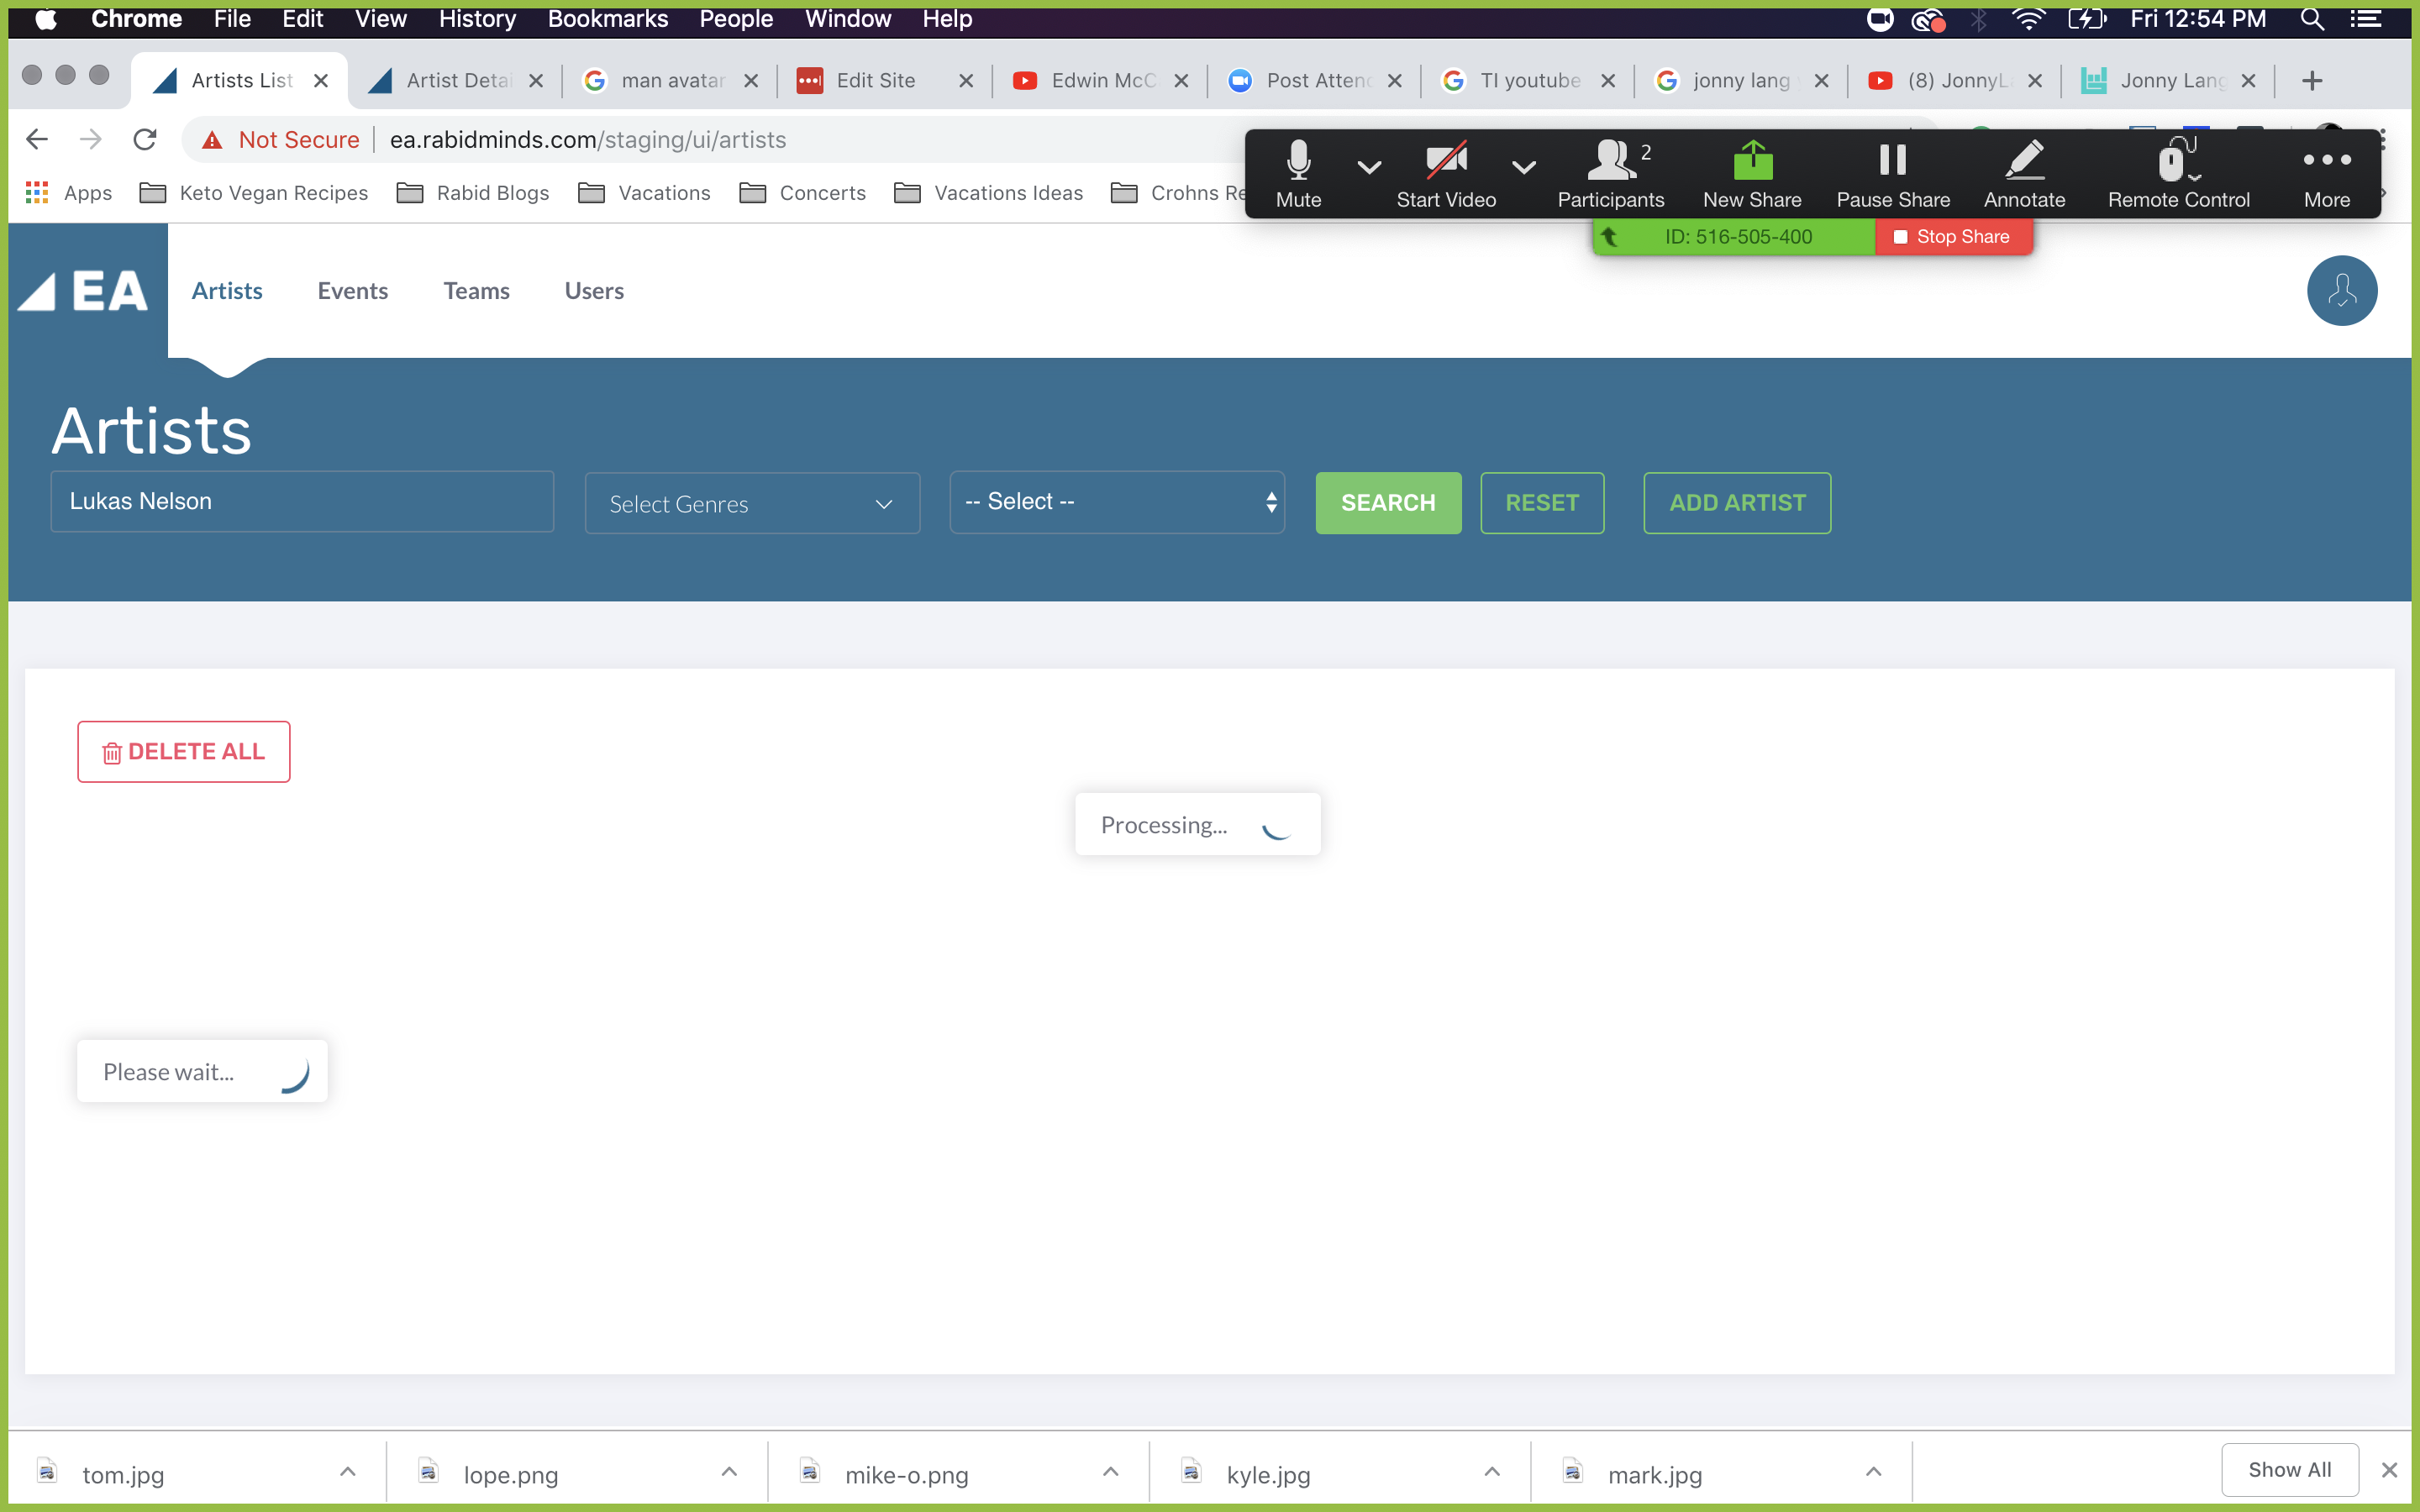 Chrome File Edit View History Bookmarks People Window Help Fri 12:54 PM
Artists List Artist Detai man avatar Edit Site Edwin McC Post Attend TI youtube jonny lang (8) JonnyL Jonny Lang
Not Secure ea.rabidminds.com/staging/ui/artists
Apps Keto Vegan Recipes Rabid Blogs Vacations Concerts Vacations Ideas Crohns Re
Mute Start Video Participants 2 New Share Pause Share Annotate Remote Control More
ID: 516-505-400 Stop Share
EA Artists Events Teams Users
Artists
Lukas Nelson Select Genres -- Select -- SEARCH RESET ADD ARTIST
DELETE ALL
Processing...
Please wait...
tom.jpg lope.png mike-o.png kyle.jpg mark.jpg Show All